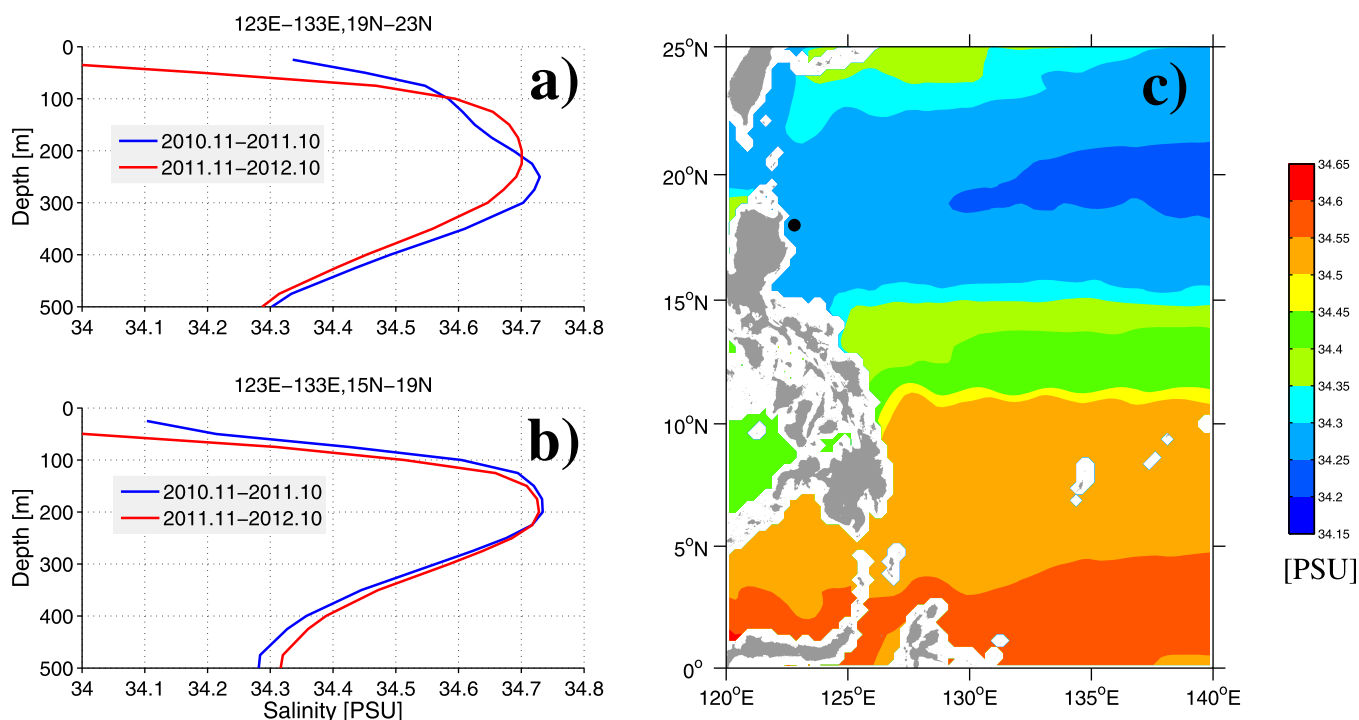 123E−133E,19N−23N
a)
0
100
200
300
400
500
Depth [m]
2010.11−2011.10
2011.11−2012.10
34 34.1 34.2 34.3 34.4 34.5 34.6 34.7 34.8
123E−133E,15N−19N
b)
0
100
200
300
400
500
Depth [m]
2010.11−2011.10
2011.11−2012.10
34 34.1 34.2 34.3 34.4 34.5 34.6 34.7 34.8
Salinity [PSU]
c)
25°N
20°N
15°N
10°N
5°N
0°
120°E 125°E 130°E 135°E 140°E
34.65
34.6
34.55
34.5
34.45
34.4
34.35
34.3
34.25
34.2
34.15
[PSU]